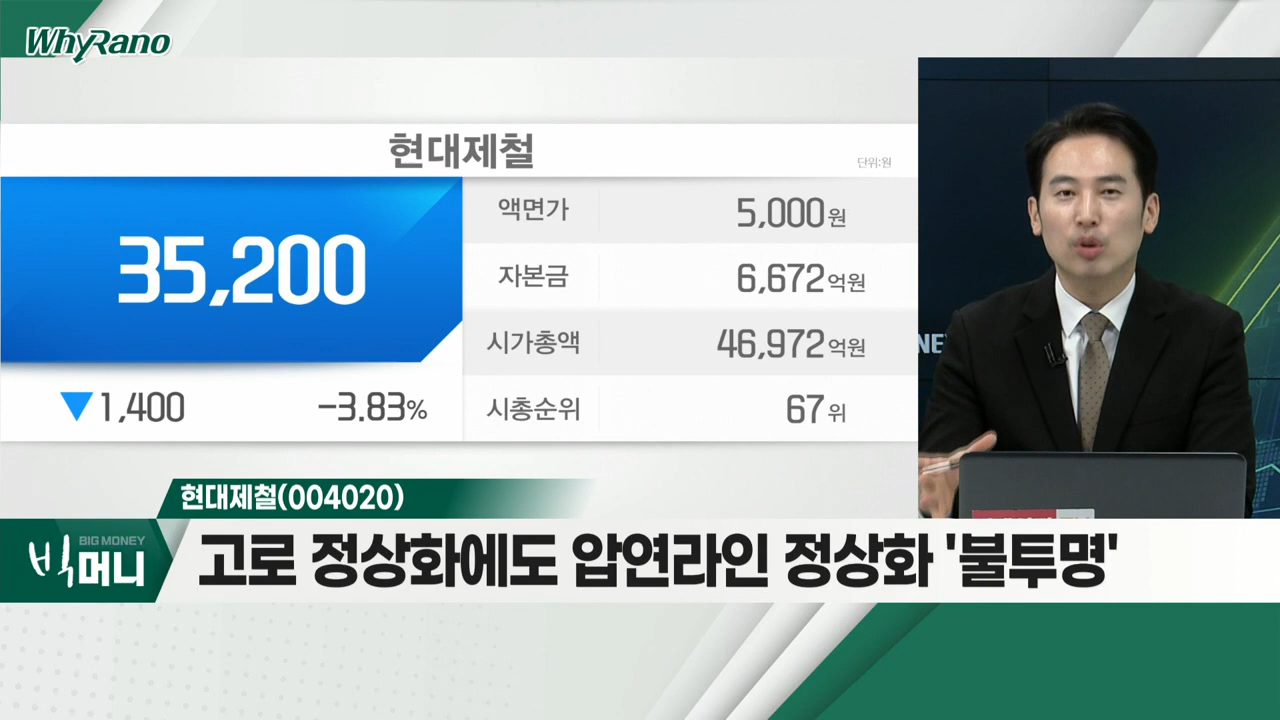 WhyRano
현대제철
단위:원
35,200
▼1,400 -3.83%
액면가 5,000원
자본금 6,672억원
시가총액 46,972억원
시총순위 67위
NE
현대제철(004020)
BIG MONEY
빅머니
고로 정상화에도 압연라인 정상화 '불투명'